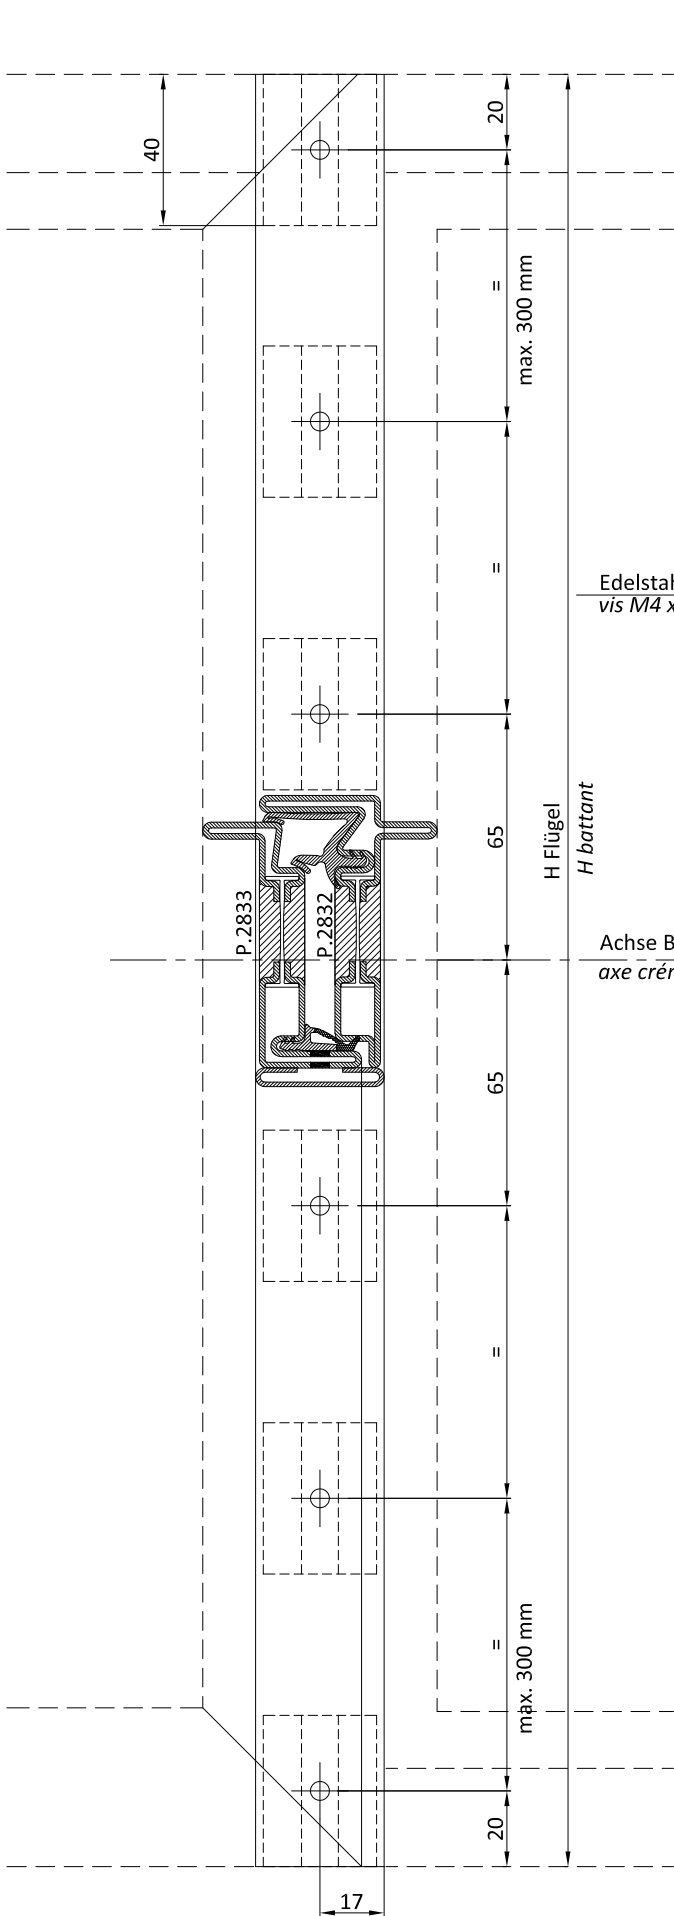 20
40
=
max. 300 mm
=
Edelstah
vis M4 x
H Flügel
H battant
65
P.2833
P.2832
Achse B
axe crér
65
=
=
max. 300 mm
20
17